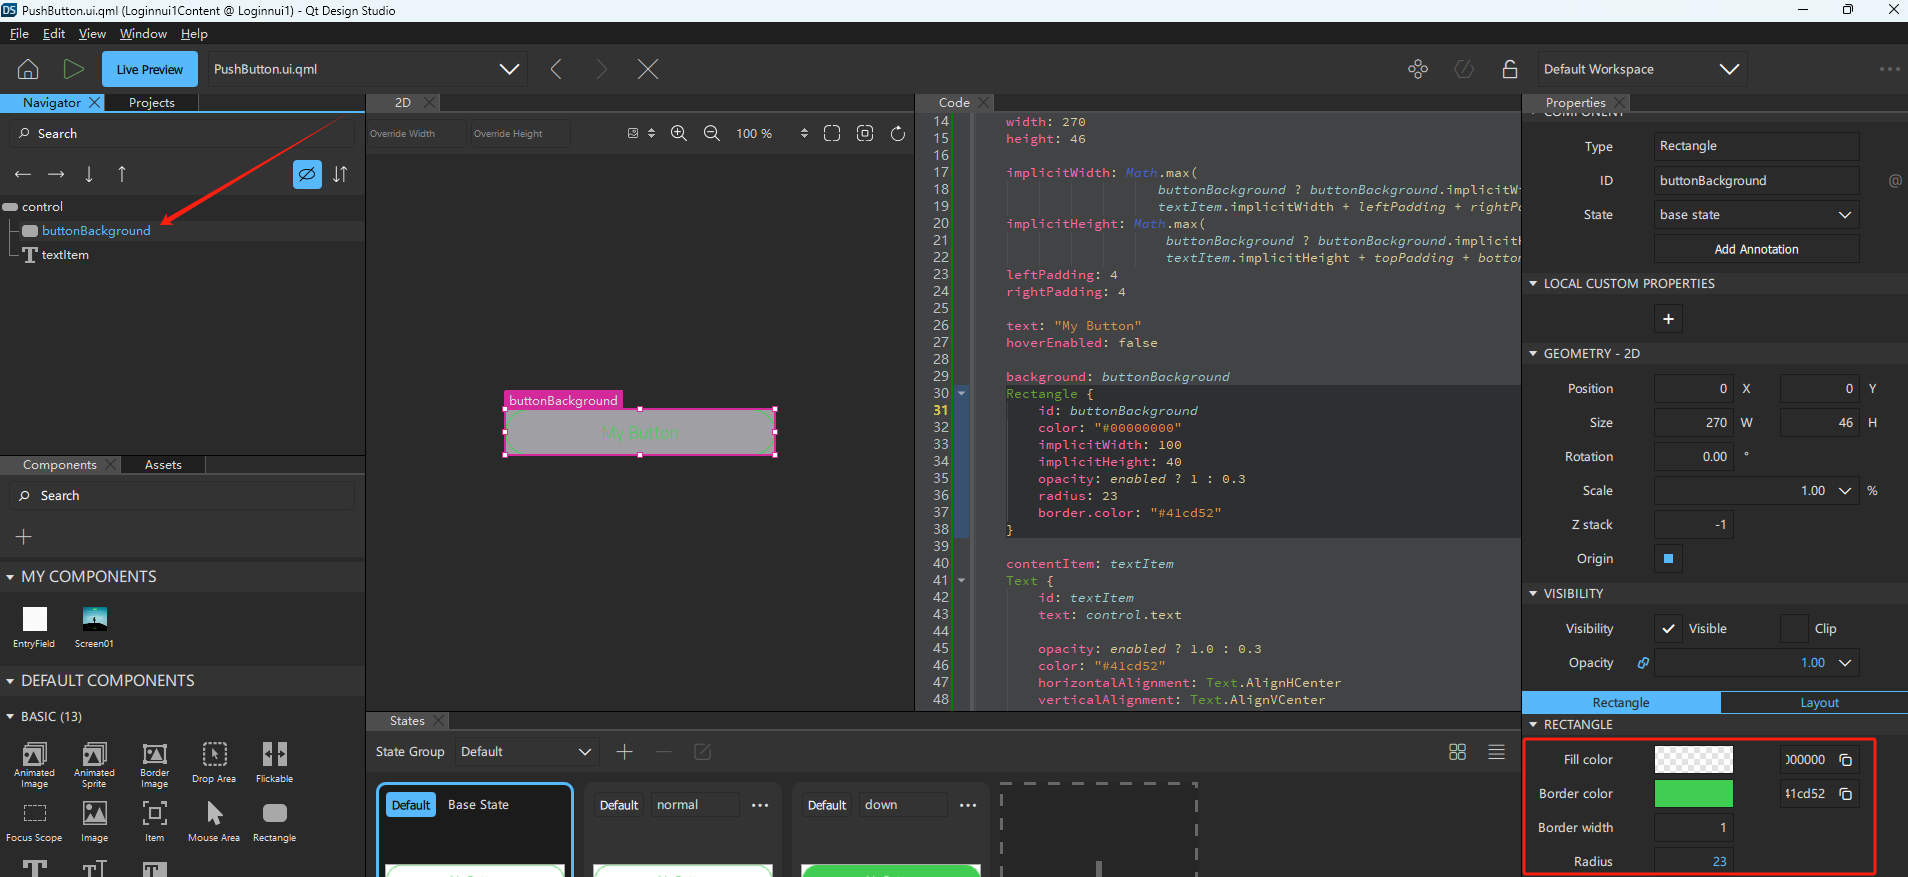 DS PushButton.ui.qml (Loginnui1Content @ Loginnui1) - Qt Design Studio
File Edit View Window Help
Live Preview PushButton.ui.qml Default Workspace
Navigator Projects
Search
control
buttonBackground
textItem
Components Assets
Search
MY COMPONENTS
EntryField Screen01
DEFAULT COMPONENTS
BASIC (13)
Animated Image
Animated Sprite
Border Image
Drop Area
Flickable
Focus Scope
Image
Item
Mouse Area
Rectangle
2D
Override Width Override Height 100 %
buttonBackground
My Button
Code
14 width: 270
15 height: 46
16
17 implicitWidth: Math.max(
18 buttonBackground ? buttonBackground.implicitW
19 textItem.implicitWidth + leftPadding + rightP
20 implicitHeight: Math.max(
21 buttonBackground ? buttonBackground.implicit
22 textItem.implicitHeight + topPadding + botto
23 leftPadding: 4
24 rightPadding: 4
25
26 text: "My Button"
27 hoverEnabled: false
28
29 background: buttonBackground
30 Rectangle {
31 id: buttonBackground
32 color: "#00000000"
33 implicitWidth: 100
34 implicitHeight: 40
35 opacity: enabled ? 1 : 0.3
36 radius: 23
37 border.color: "#41cd52"
38 }
39
40 contentItem: textItem
41 Text {
42 id: textItem
43 text: control.text
44
45 opacity: enabled ? 1.0 : 0.3
46 color: "#41cd52"
47 horizontalAlignment: Text.AlignHCenter
48 verticalAlignment: Text.AlignVCenter
States
State Group Default
Default Base State
Default normal
Default down
Properties
COMPONENT
Type Rectangle
ID buttonBackground @
State base state
Add Annotation
LOCAL CUSTOM PROPERTIES
+
GEOMETRY - 2D
Position 0 X 0 Y
Size 270 W 46 H
Rotation 0.00 °
Scale 1.00 %
Z stack -1
Origin
VISIBILITY
Visibility Visible Clip
Opacity 1.00
Rectangle Layout
RECTANGLE
Fill color 000000
Border color 1cd52
Border width 1
Radius 23